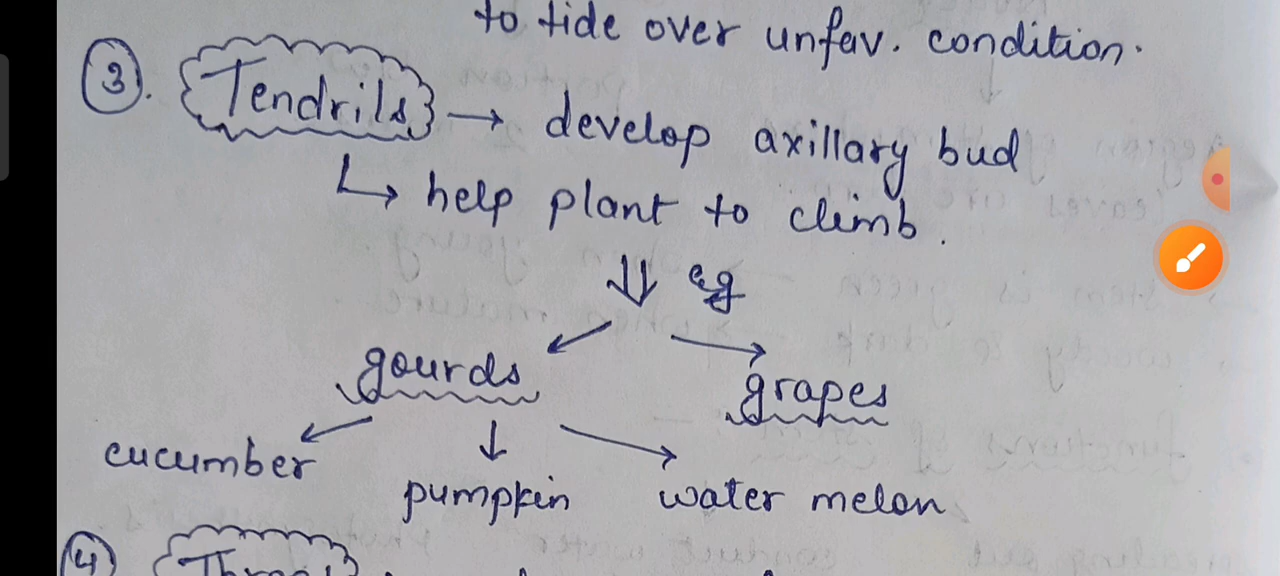 to tide over unfav. condition.
3. Tendrils → develop axillary bud
↳ help plant to climb.
⇓ eg
gourds grapes
cucumber pumpkin water melon
4